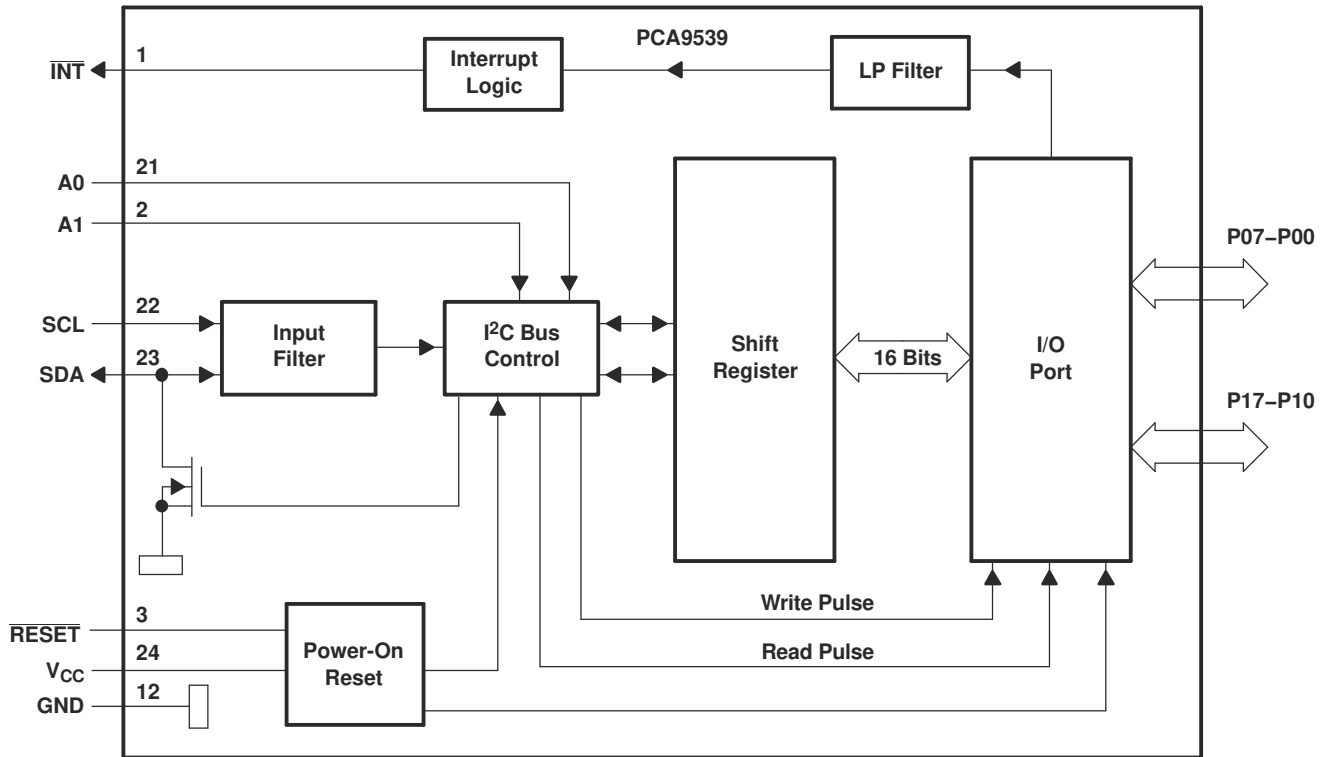 PCA9539
INT
1
Interrupt
Logic
LP Filter
A0
21
A1
2
SCL
22
SDA
23
Input
Filter
I²C Bus
Control
Shift
Register
16 Bits
I/O
Port
P07–P00
P17–P10
Write Pulse
Read Pulse
RESET
3
VCC
24
GND
12
Power-On
Reset